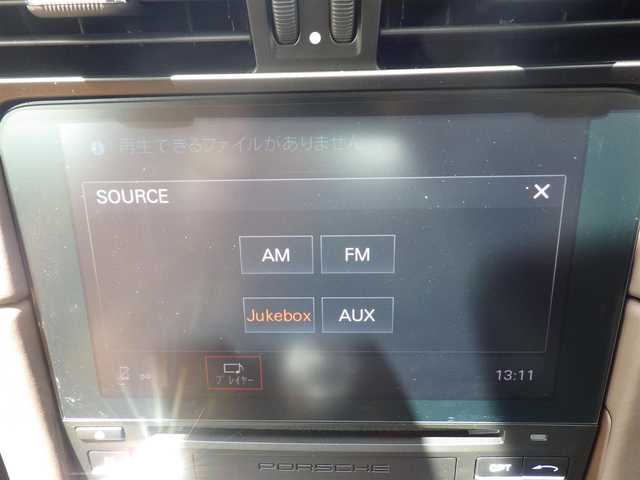 再生できるファイルがありません
SOURCE
AM FM
Jukebox AUX
プレイヤー
13:11
PORSCHE
OPT